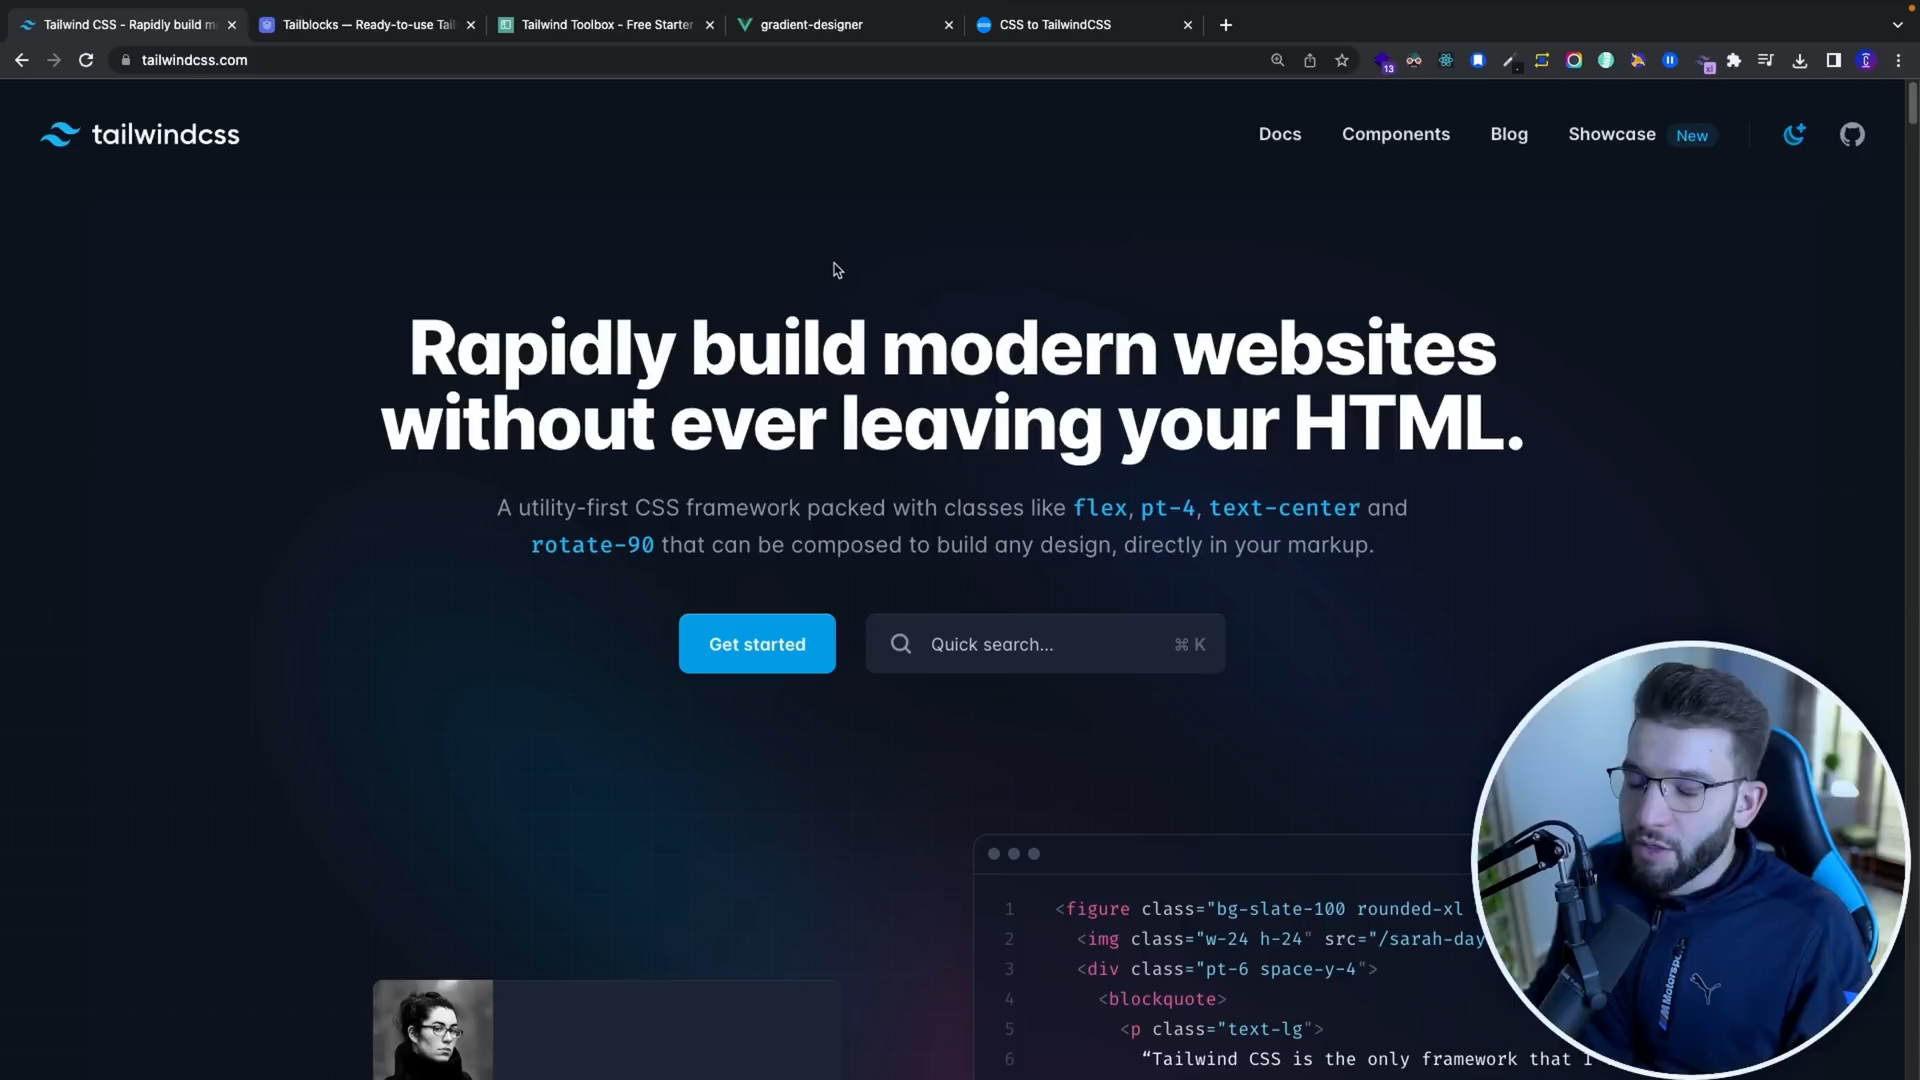 Tailwind CSS - Rapidly build m
Tailblocks — Ready-to-use Tail
Tailwind Toolbox - Free Starter
gradient-designer
CSS to TailwindCSS
tailwindcss.com
13
xl
tailwindcss
Docs
Components
Blog
Showcase
New
Rapidly build modern websites
without ever leaving your HTML.
A utility-first CSS framework packed with classes like flex, pt-4, text-center and
rotate-90 that can be composed to build any design, directly in your markup.
Get started
Quick search...
⌘ K
1 <figure class="bg-slate-100 rounded-xl
2 <img class="w-24 h-24" src="/sarah-day
3 <div class="pt-6 space-y-4">
4 <blockquote>
5 <p class="text-lg">
6 “Tailwind CSS is the only framework that I
Motorsport